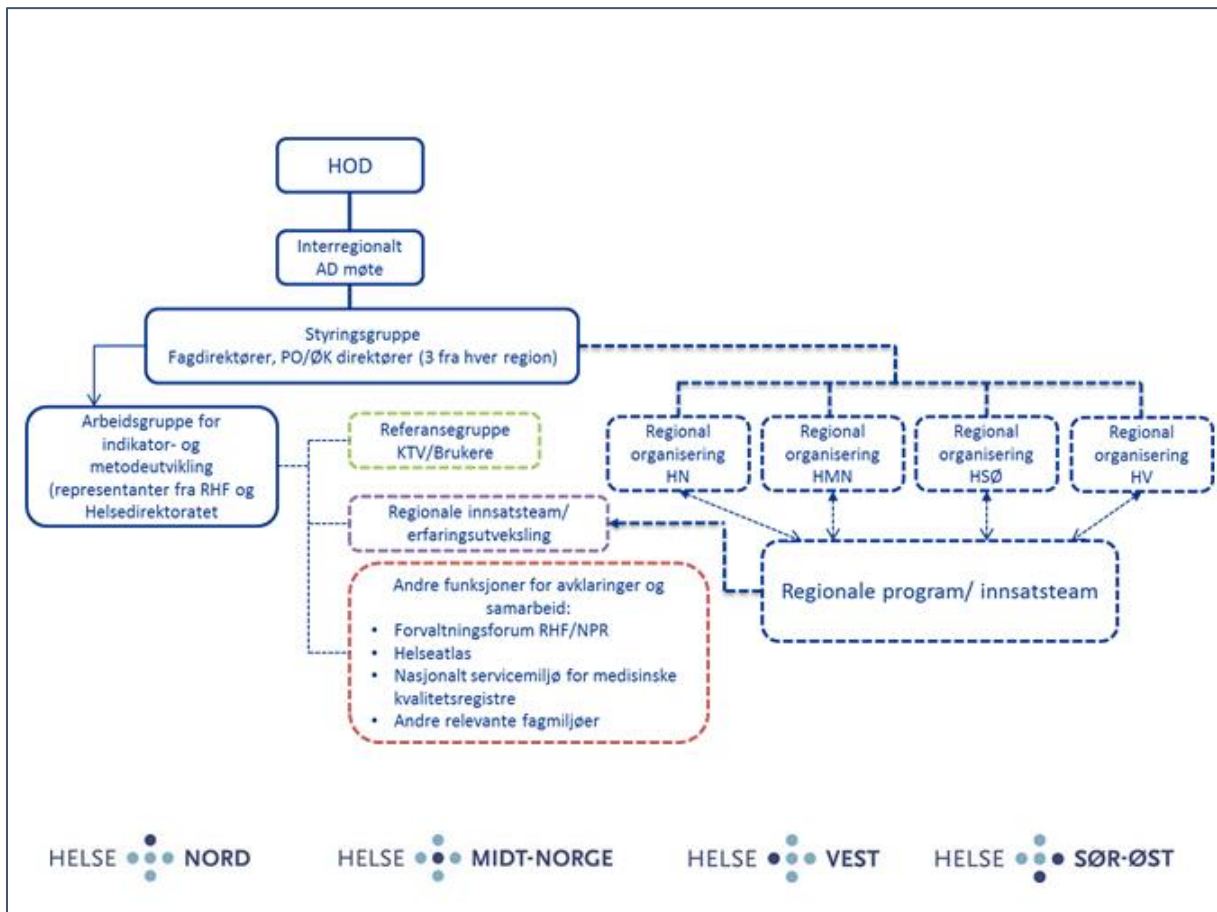 HOD
Interregionalt
AD møte
Styringsgruppe
Fagdirektører, PO/ØK direktører (3 fra hver region)
Arbeidsgruppe for
indikator- og
metodeutvikling
(representanter fra RHF og
Helsedirektoratet
Referansegruppe
KTV/Brukere
Regionale innsatsteam/
erfaringsutveksling
Andre funksjoner for avklaringer og
samarbeid:
• Forvaltningsforum RHF/NPR
• Helseatlas
• Nasjonalt servicemiljø for medisinske
kvalitetsregistre
• Andre relevante fagmiljøer
Regional
organisering
HN
Regional
organisering
HMN
Regional
organisering
HSØ
Regional
organisering
HV
Regionale program/ innsatsteam
HELSE NORD
HELSE MIDT-NORGE
HELSE VEST
HELSE SØR-ØST